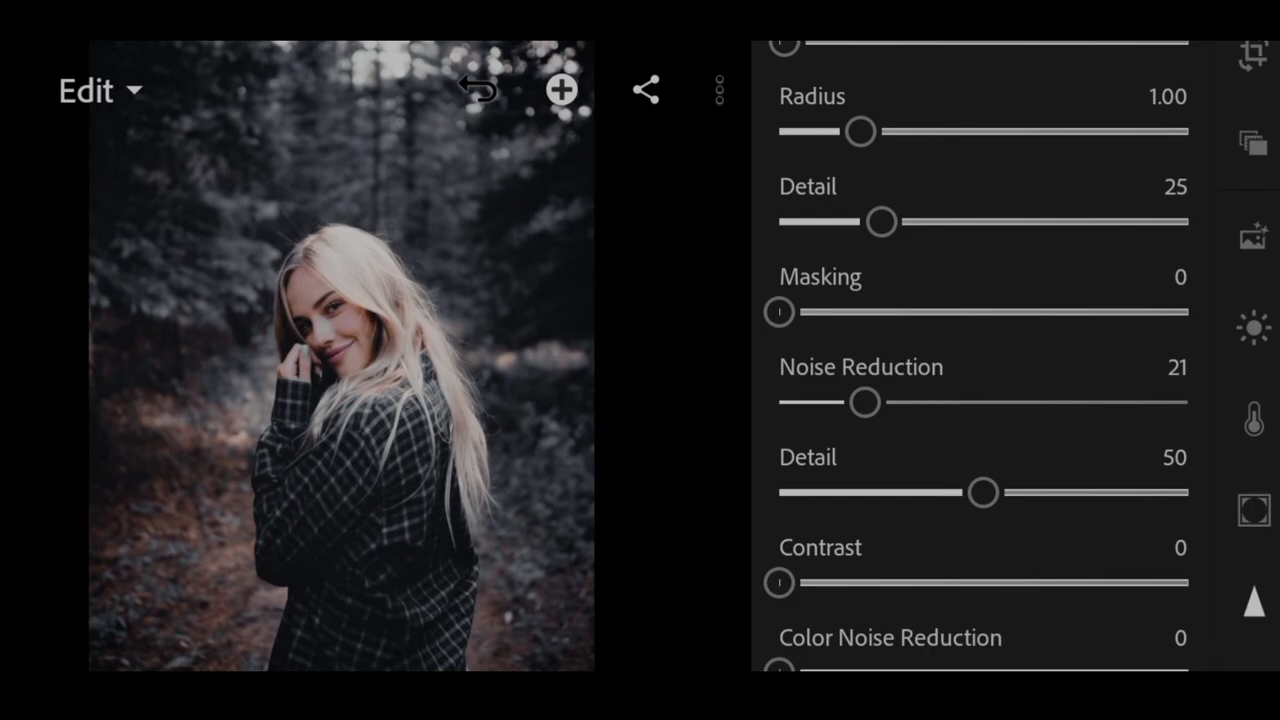 Edit
Radius 1.00
Detail 25
Masking 0
Noise Reduction 21
Detail 50
Contrast 0
Color Noise Reduction 0